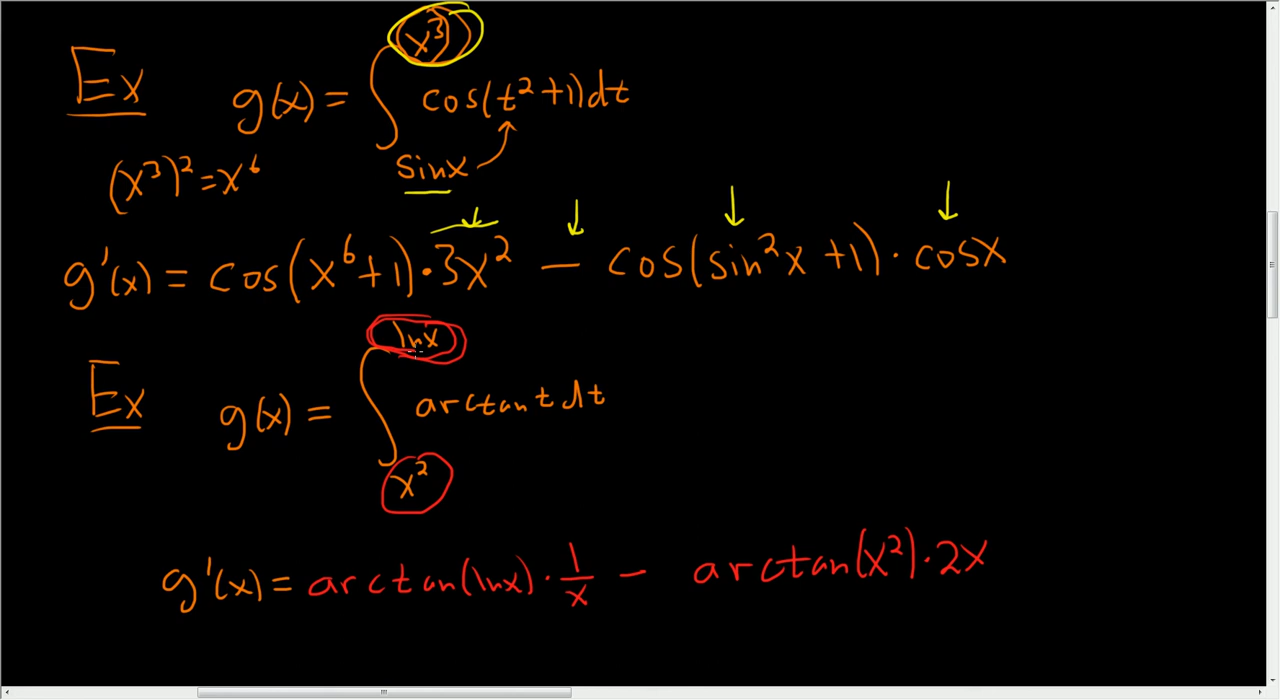 x³
Ex g(x) = ∫ cos(t²+1)dt
(x³)²=x⁶ sinx
g'(x) = cos(x⁶+1)·3x² − cos(sin²x+1)·cosx
lnx
Ex g(x) = ∫ arctant dt
x²
g'(x) = arctan(lnx)·1/x − arctan(x²)·2x